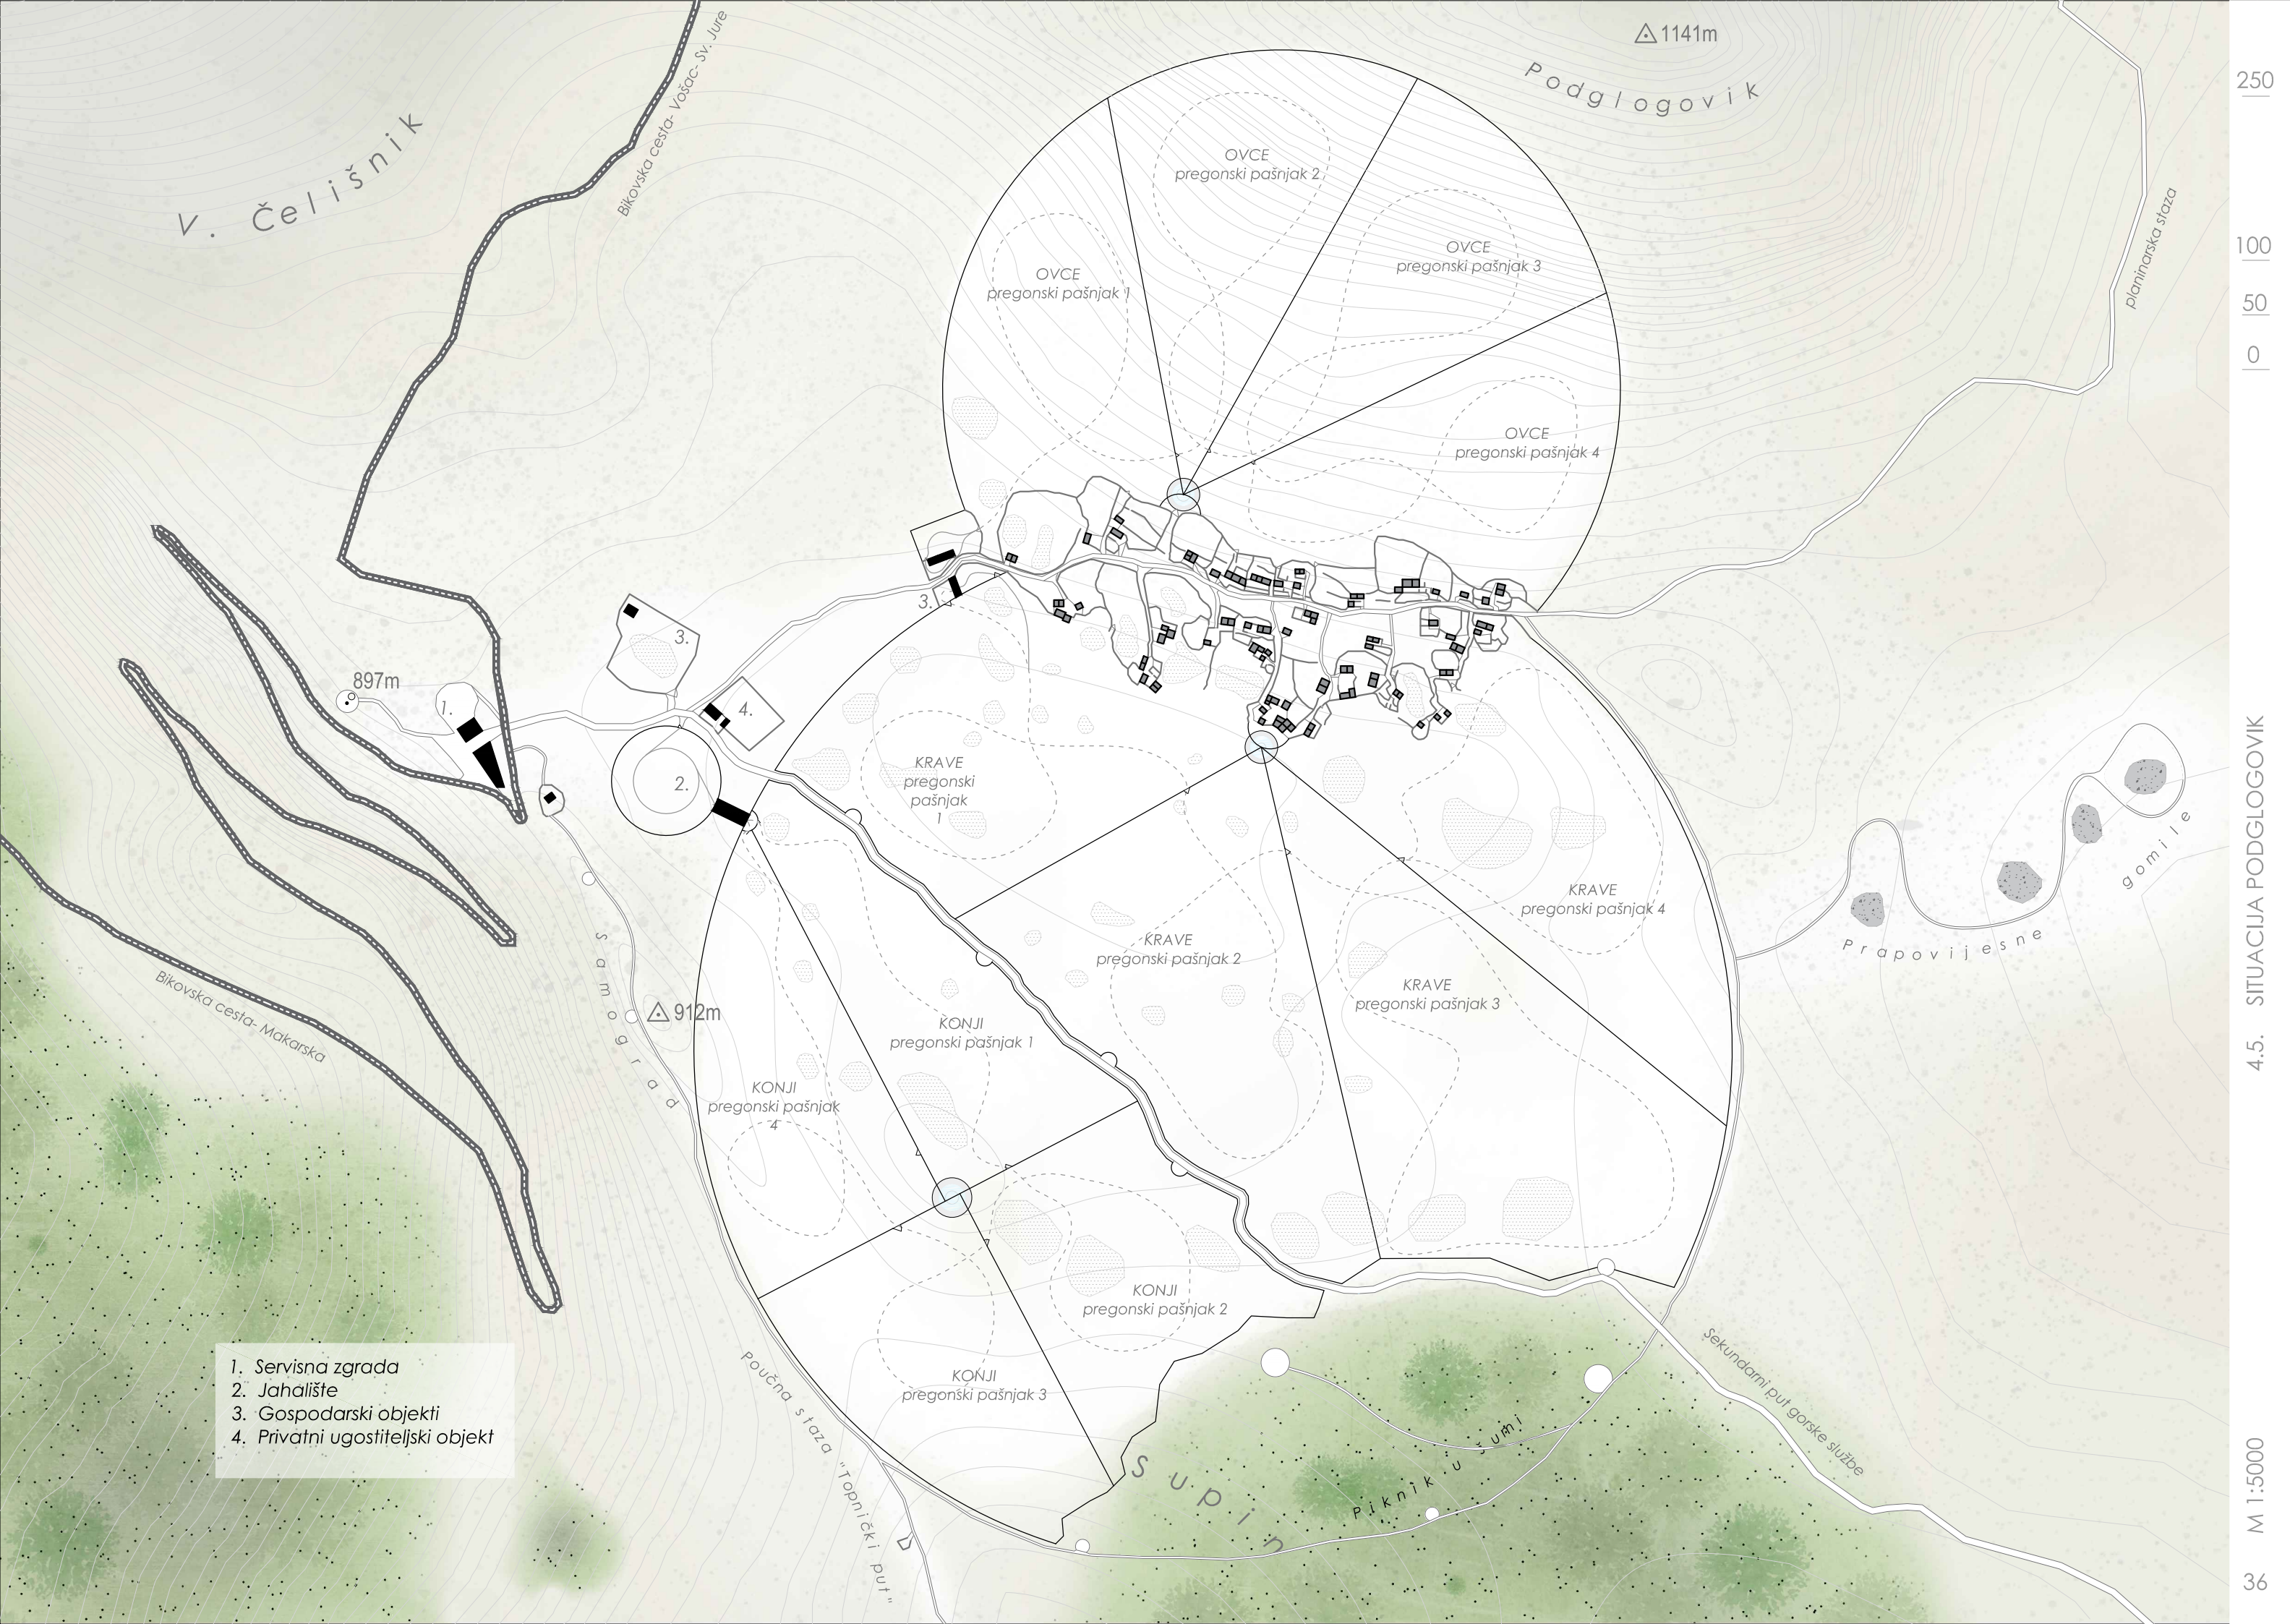 1141m
Podglogovik
V. Čelišnik
Bikovska cesta- Vošac- Sv. Jure
planinarska staza
OVCE
pregonski pašnjak 2
OVCE
pregonski pašnjak 3
OVCE
pregonski pašnjak 1
OVCE
pregonski pašnjak 4
3.
3.
897m
1.
4.
2.
KRAVE
pregonski
pašnjak
1
KRAVE
pregonski pašnjak 4
KRAVE
pregonski pašnjak 2
KRAVE
pregonski pašnjak 3
Prapovijesne
gomile
Samograd
912m
Bikovska cesta- Makarska
KONJI
pregonski pašnjak 1
KONJI
pregonski pašnjak
4
KONJI
pregonski pašnjak 2
KONJI
pregonski pašnjak 3
Poučna staza "Topnički put"
Sekundarni put gorske službe
Piknik u šumi
Supin
1. Servisna zgrada
2. Jahalište
3. Gospodarski objekti
4. Privatni ugostiteljski objekt
250
100
50
0
4.5. SITUACIJA PODGLOGOVIK
M 1:5000
36